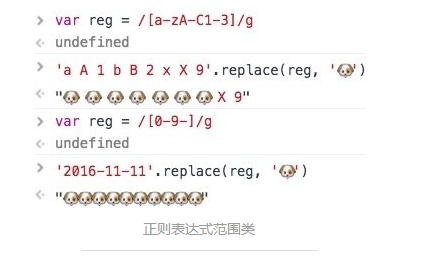 > var reg = /[a-zA-C1-3]/g
< undefined
> 'a A 1 b B 2 x X 9'.replace(reg, '🐶')
< "🐶 🐶 🐶 🐶 🐶 🐶 🐶 X 9"
> var reg = /[0-9-]/g
< undefined
> '2016-11-11'.replace(reg, '🐶')
< "🐶🐶🐶🐶🐶🐶🐶🐶🐶🐶"
正则表达式范围类